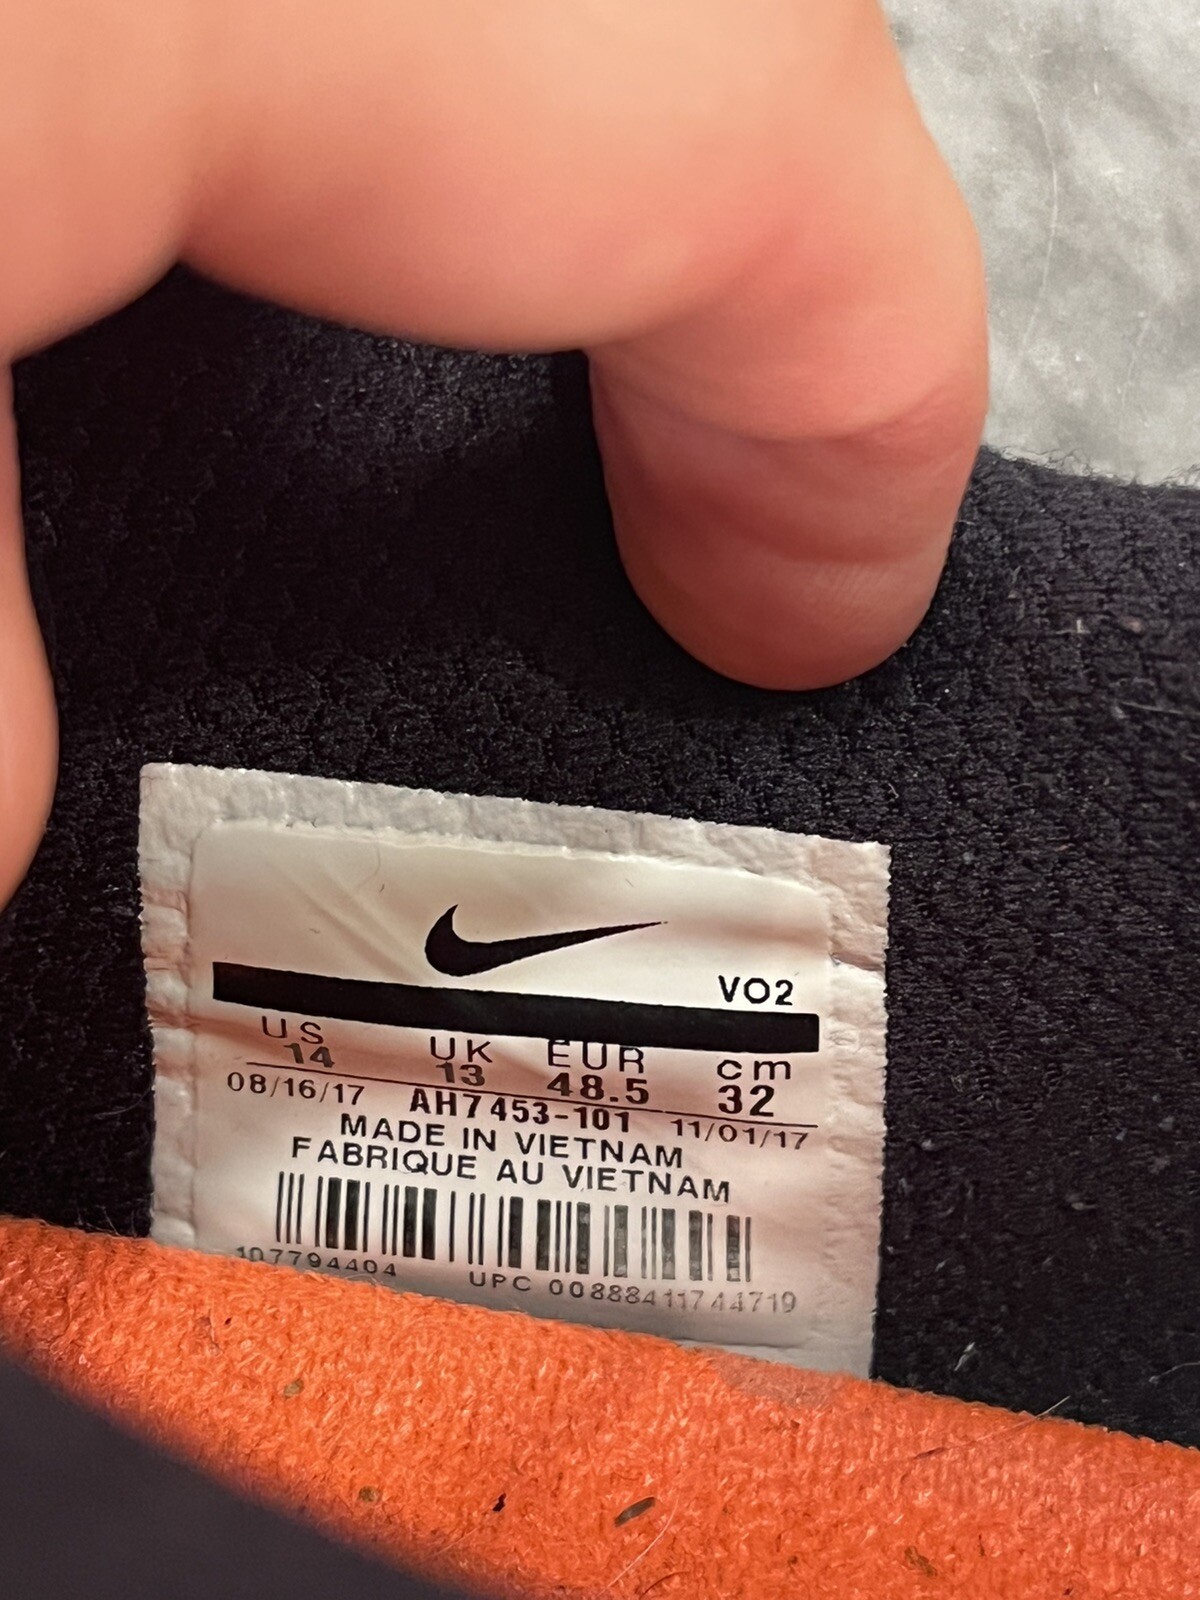 VO2
US UK EUR cm
14 13 48.5 32
08/16/17 AH7453-101 11/01/17
MADE IN VIETNAM
FABRIQUE AU VIETNAM
107794404 UPC 00888411744719